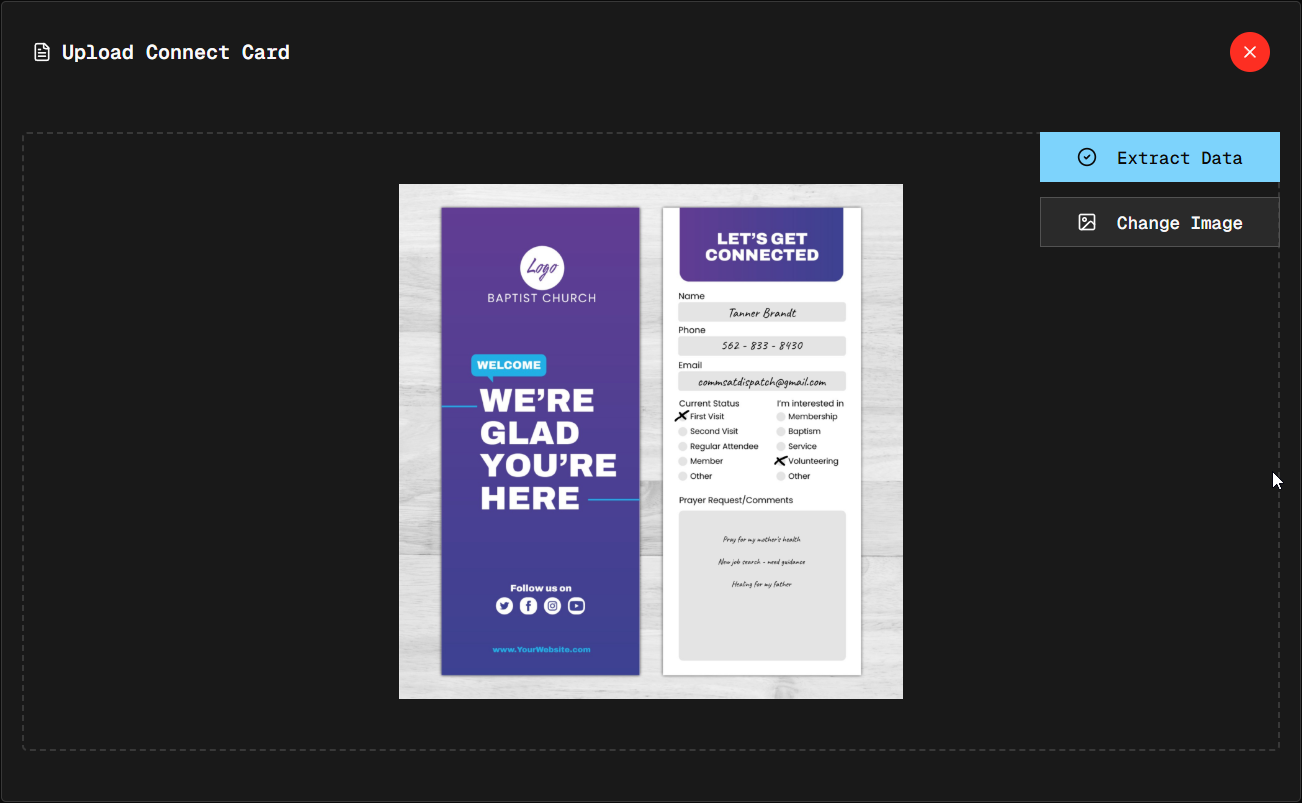 Upload Connect Card
Extract Data
Change Image
Logo
BAPTIST CHURCH
WELCOME
WE'RE
GLAD
YOU'RE
HERE
Follow us on
www.YourWebsite.com
LET'S GET
CONNECTED
Name
Tanner Brandt
Phone
562 - 833 - 8430
Email
commsatdispatch@gmail.com
Current Status
First Visit
Second Visit
Regular Attendee
Member
Other
I'm interested in
Membership
Baptism
Service
Volunteering
Other
Prayer Request/Comments
Pray for my mother's health
New job search - need guidance
Healing for my father